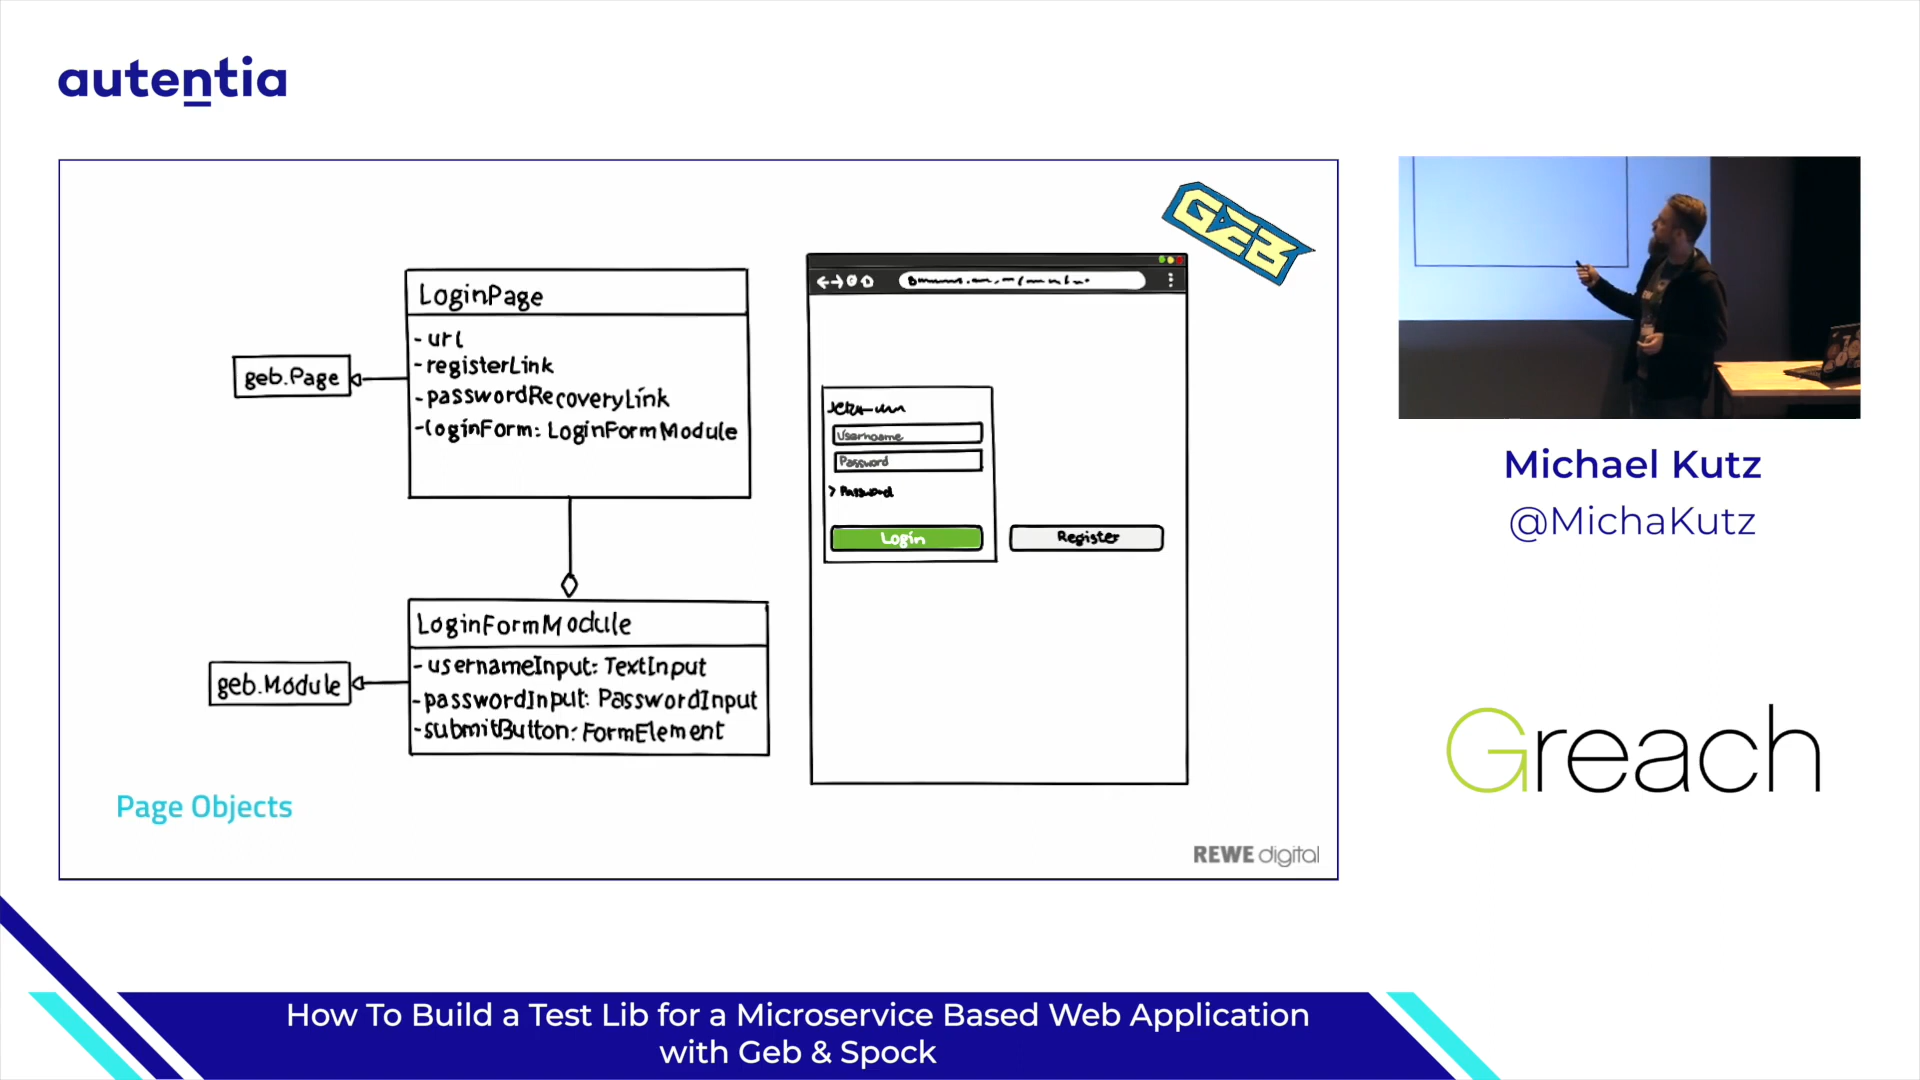 autentia
GEB
LoginPage
- url
- registerLink
- passwordRecoveryLink
- loginForm: LoginFormModule
geb.Page
LoginFormModule
- usernameInput: TextInput
- passwordInput: PasswordInput
- submitButton: FormElement
geb.Module
Username
Password
> Password
Login
Register
Page Objects
REWE digital
Michael Kutz
@MichaKutz
Greach
How To Build a Test Lib for a Microservice Based Web Application
with Geb & Spock